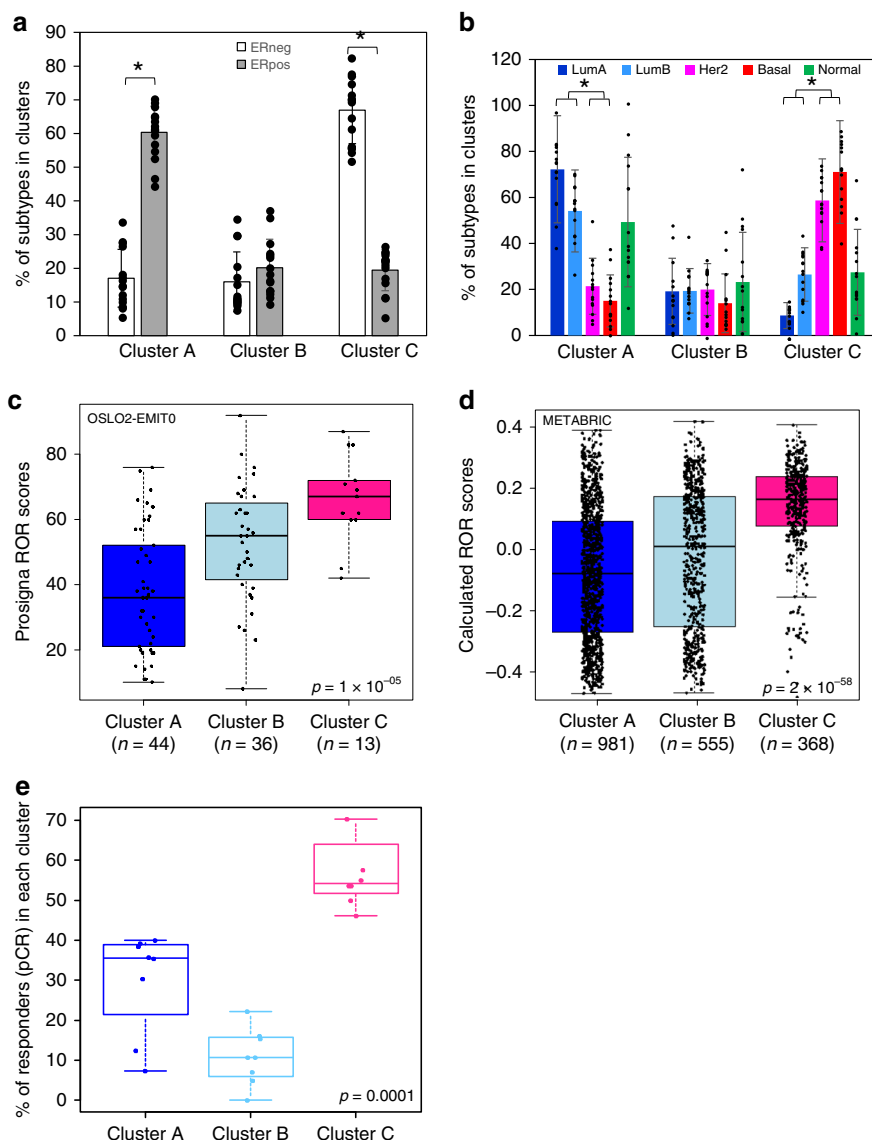 a
% of subtypes in clusters
90
80
70
60
50
40
30
20
10
0
ERneg
ERpos
*
*
Cluster A
Cluster B
Cluster C
b
% of subtypes in clusters
120
100
80
60
40
20
0
LumA
LumB
Her2
Basal
Normal
*
*
Cluster A
Cluster B
Cluster C
c
Prosigna ROR scores
OSLO2-EMIT0
80
60
40
20
p = 1 × 10⁻⁰⁵
Cluster A
(n = 44)
Cluster B
(n = 36)
Cluster C
(n = 13)
d
Calculated ROR scores
METABRIC
0.4
0.2
0.0
−0.2
−0.4
p = 2 × 10⁻⁵⁸
Cluster A
(n = 981)
Cluster B
(n = 555)
Cluster C
(n = 368)
e
% of responders (pCR) in each cluster
70
60
50
40
30
20
10
0
p = 0.0001
Cluster A
Cluster B
Cluster C